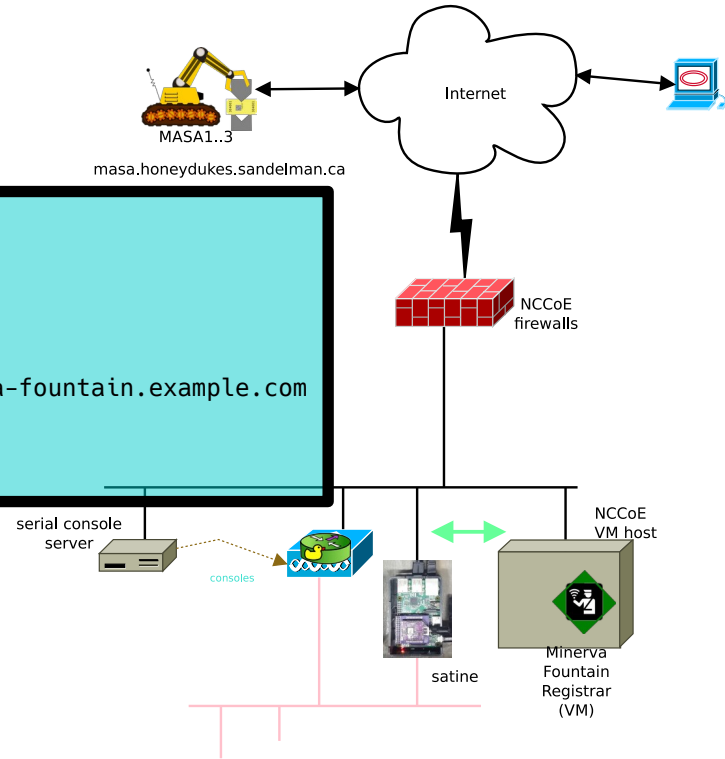 Internet
MASA1..3
masa.honeydukes.sandelman.ca
NCCoE
firewalls
-fountain.example.com
serial console
server
consoles
NCCoE
VM host
satine
Minerva
Fountain
Registrar
(VM)